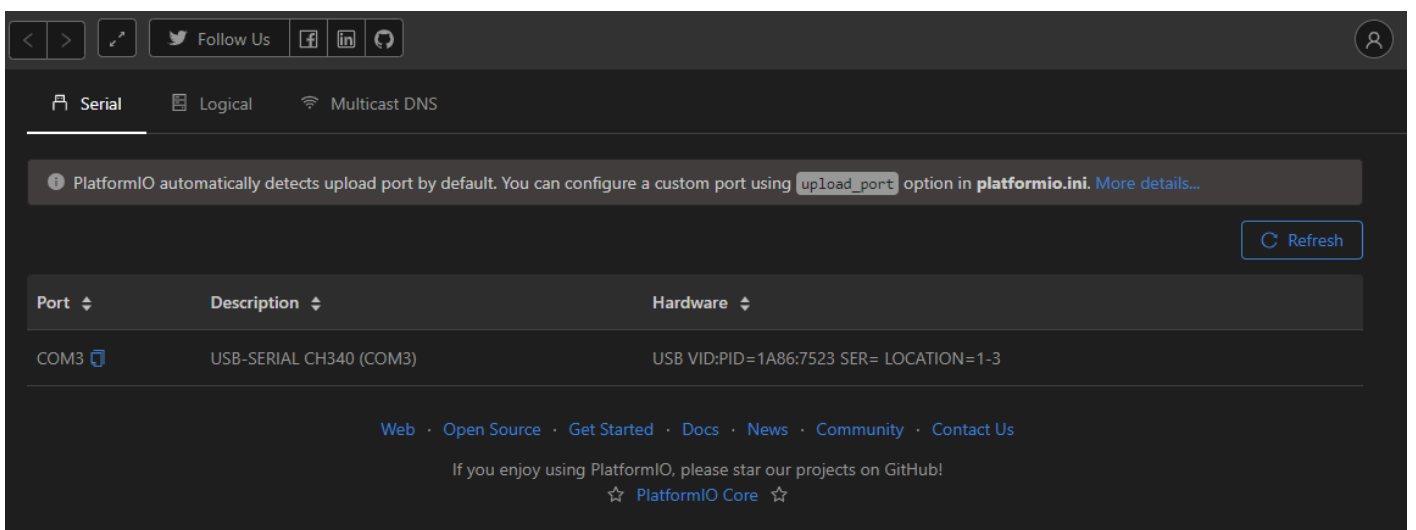 Follow Us
Serial Logical Multicast DNS
PlatformIO automatically detects upload port by default. You can configure a custom port using upload_port option in platformio.ini. More details...
Refresh
Port Description Hardware
COM3 USB-SERIAL CH340 (COM3) USB VID:PID=1A86:7523 SER= LOCATION=1-3
Web · Open Source · Get Started · Docs · News · Community · Contact Us
If you enjoy using PlatformIO, please star our projects on GitHub!
☆ PlatformIO Core ☆